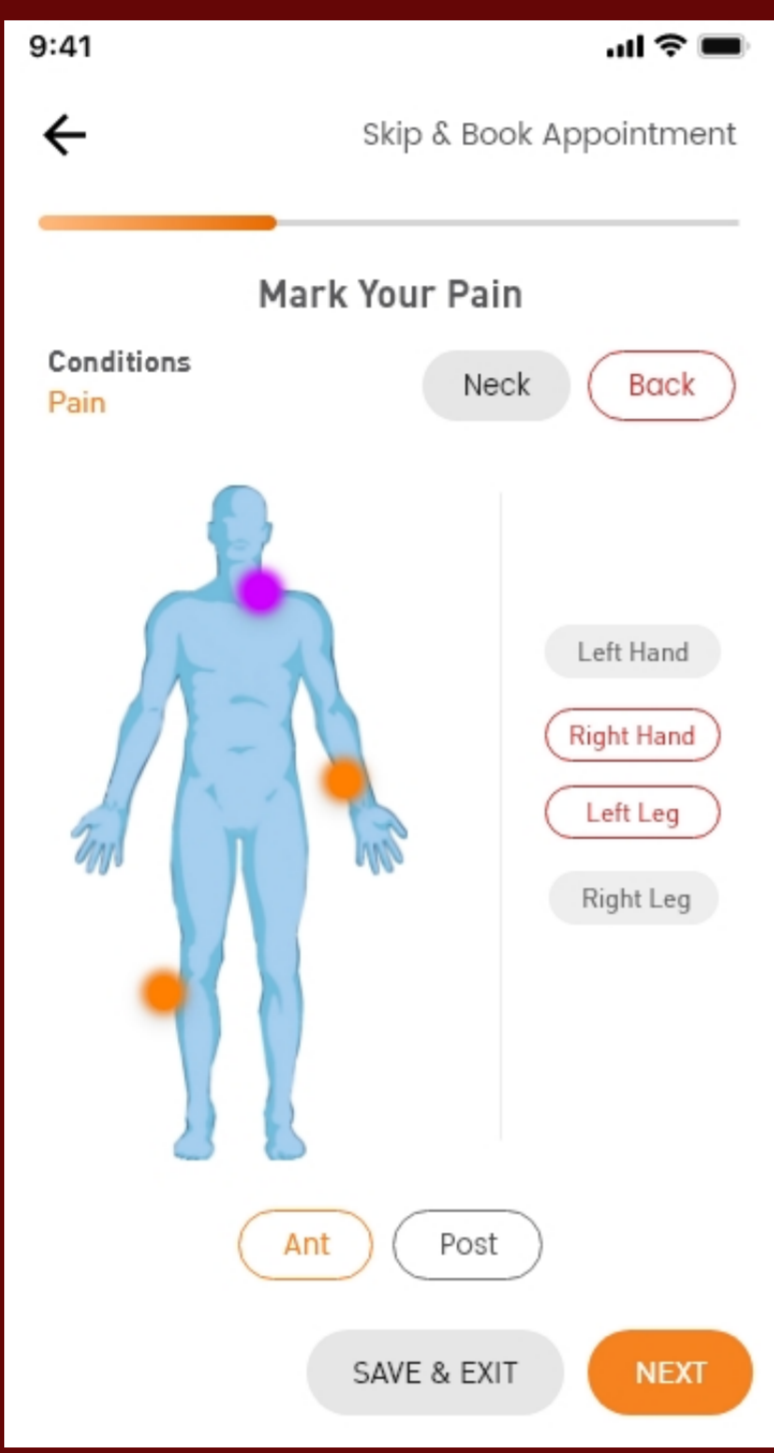 9:41
Skip & Book Appointment
Mark Your Pain
Conditions
Pain
Neck
Back
Left Hand
Right Hand
Left Leg
Right Leg
Ant
Post
SAVE & EXIT
NEXT